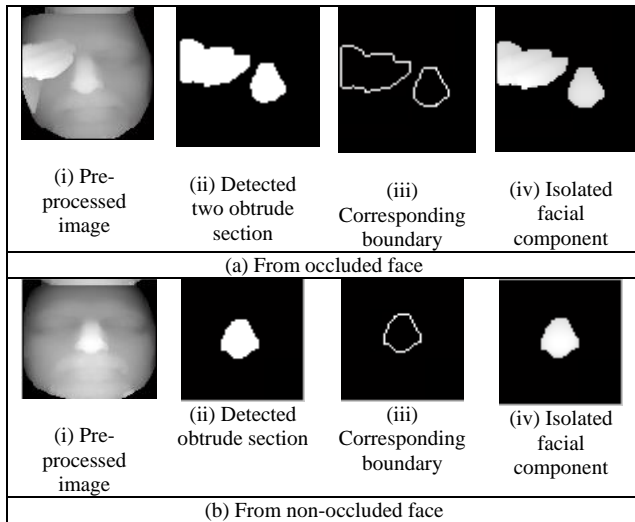 (i) Pre-
processed
image
(ii) Detected
two obtrude
section
(iii)
Corresponding
boundary
(iv) Isolated
facial
component
(a) From occluded face
(i) Pre-
processed
image
(ii) Detected
obtrude section
(iii)
Corresponding
boundary
(iv) Isolated
facial
component
(b) From non-occluded face